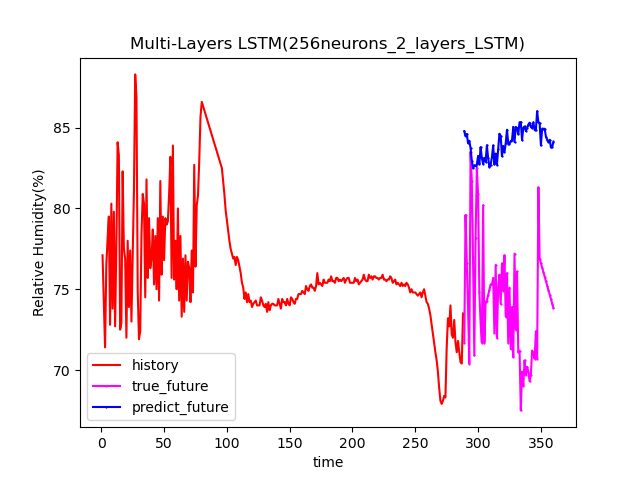 Multi-Layers LSTM(256neurons_2_layers_LSTM)
Relative Humidity(%)
85
80
75
70
history
true_future
predict_future
0
50
100
150
200
250
300
350
time